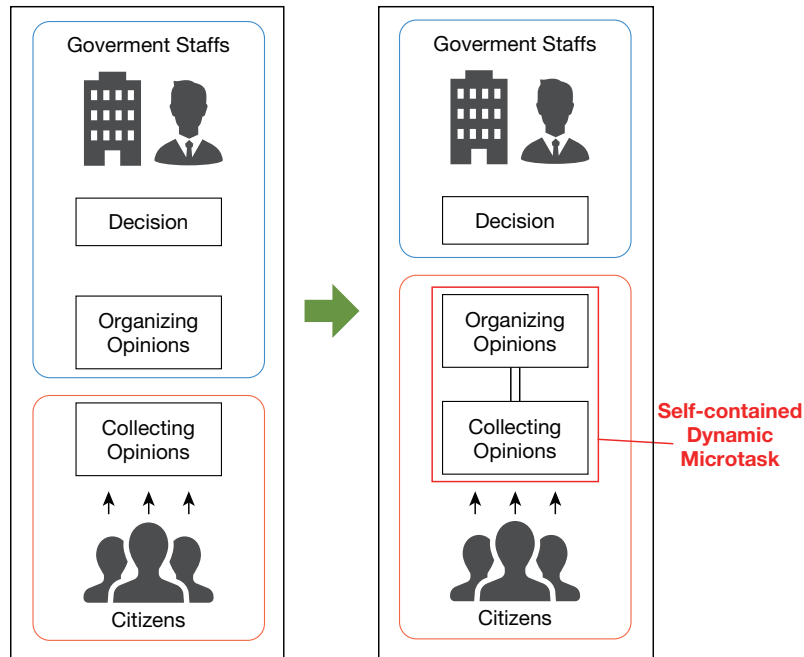 Goverment Staffs
Decision
Organizing
Opinions
Collecting
Opinions
Citizens
Goverment Staffs
Decision
Organizing
Opinions
Collecting
Opinions
Citizens
Self-contained
Dynamic
Microtask